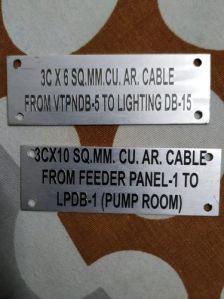 3C X 6 SQ.MM.CU. AR. CABLE
FROM VTPNDB-5 TO LIGHTING DB-15
3CX10 SQ.MM. CU. AR. CABLE
FROM FEEDER PANEL-1 TO
LPDB-1 (PUMP ROOM)